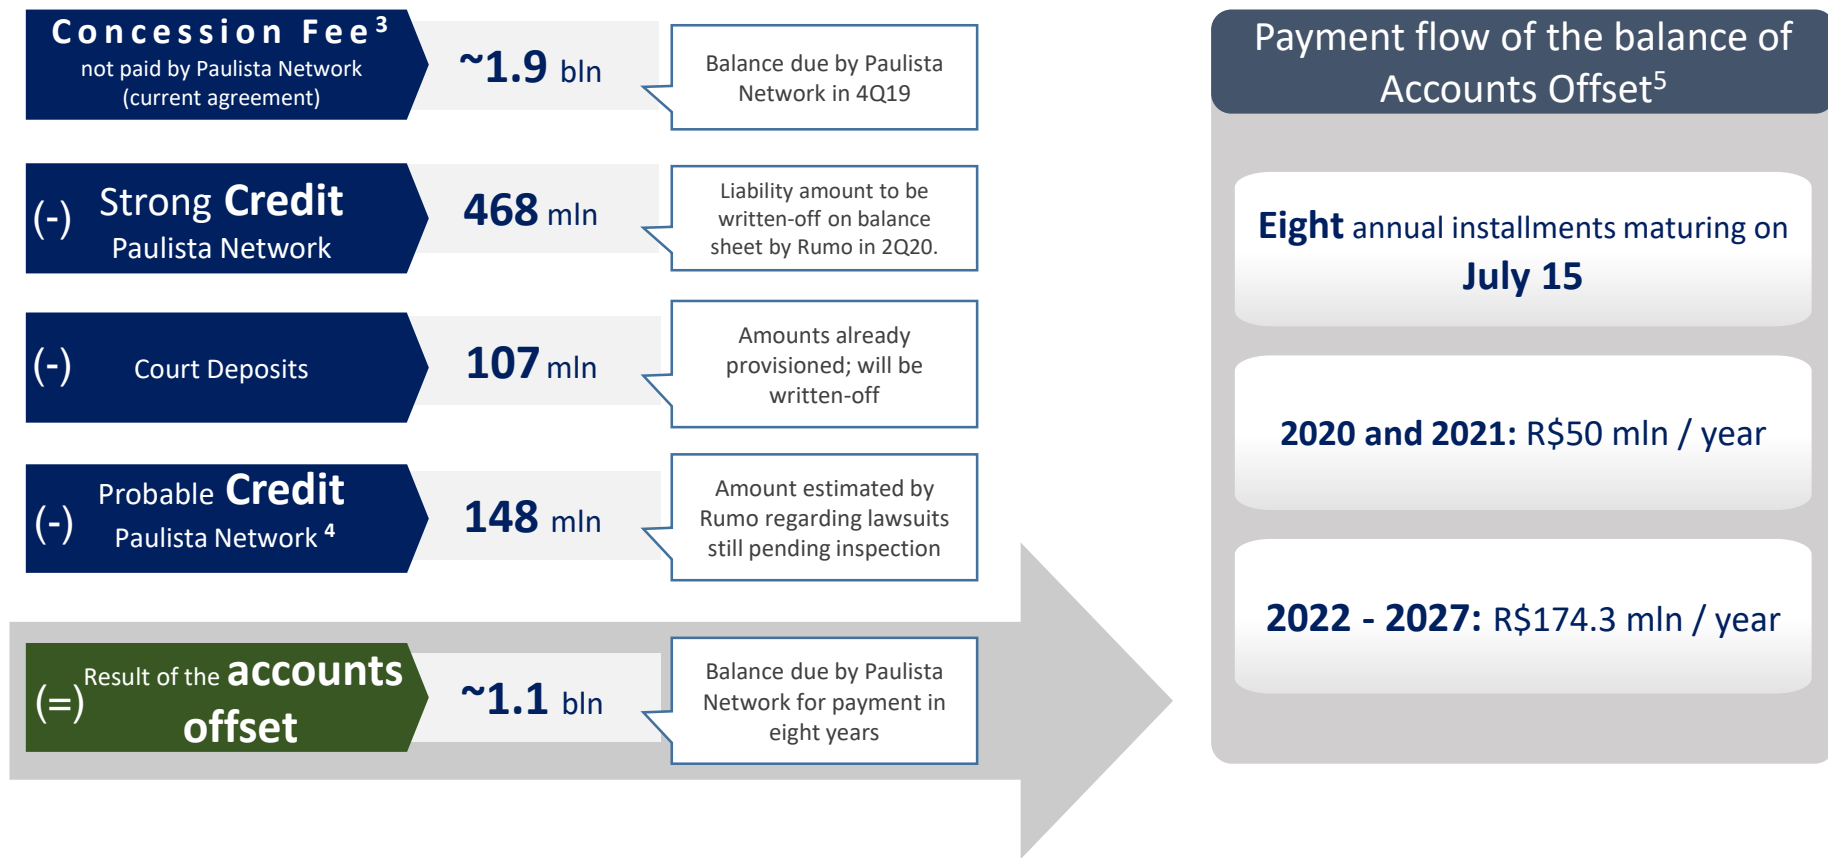 Concession Fee³
not paid by Paulista Network
(current agreement)
~1.9 bln
Balance due by Paulista
Network in 4Q19
(-)
Strong Credit
Paulista Network
468 mln
Liability amount to be
written-off on balance
sheet by Rumo in 2Q20.
(-)
Court Deposits
107 mln
Amounts already
provisioned; will be
written-off
(-)
Probable Credit
Paulista Network ⁴
148 mln
Amount estimated by
Rumo regarding lawsuits
still pending inspection
(=)
Result of the accounts
offset
~1.1 bln
Balance due by Paulista
Network for payment in
eight years
Payment flow of the balance of
Accounts Offset⁵
Eight annual installments maturing on
July 15
2020 and 2021: R$50 mln / year
2022 - 2027: R$174.3 mln / year